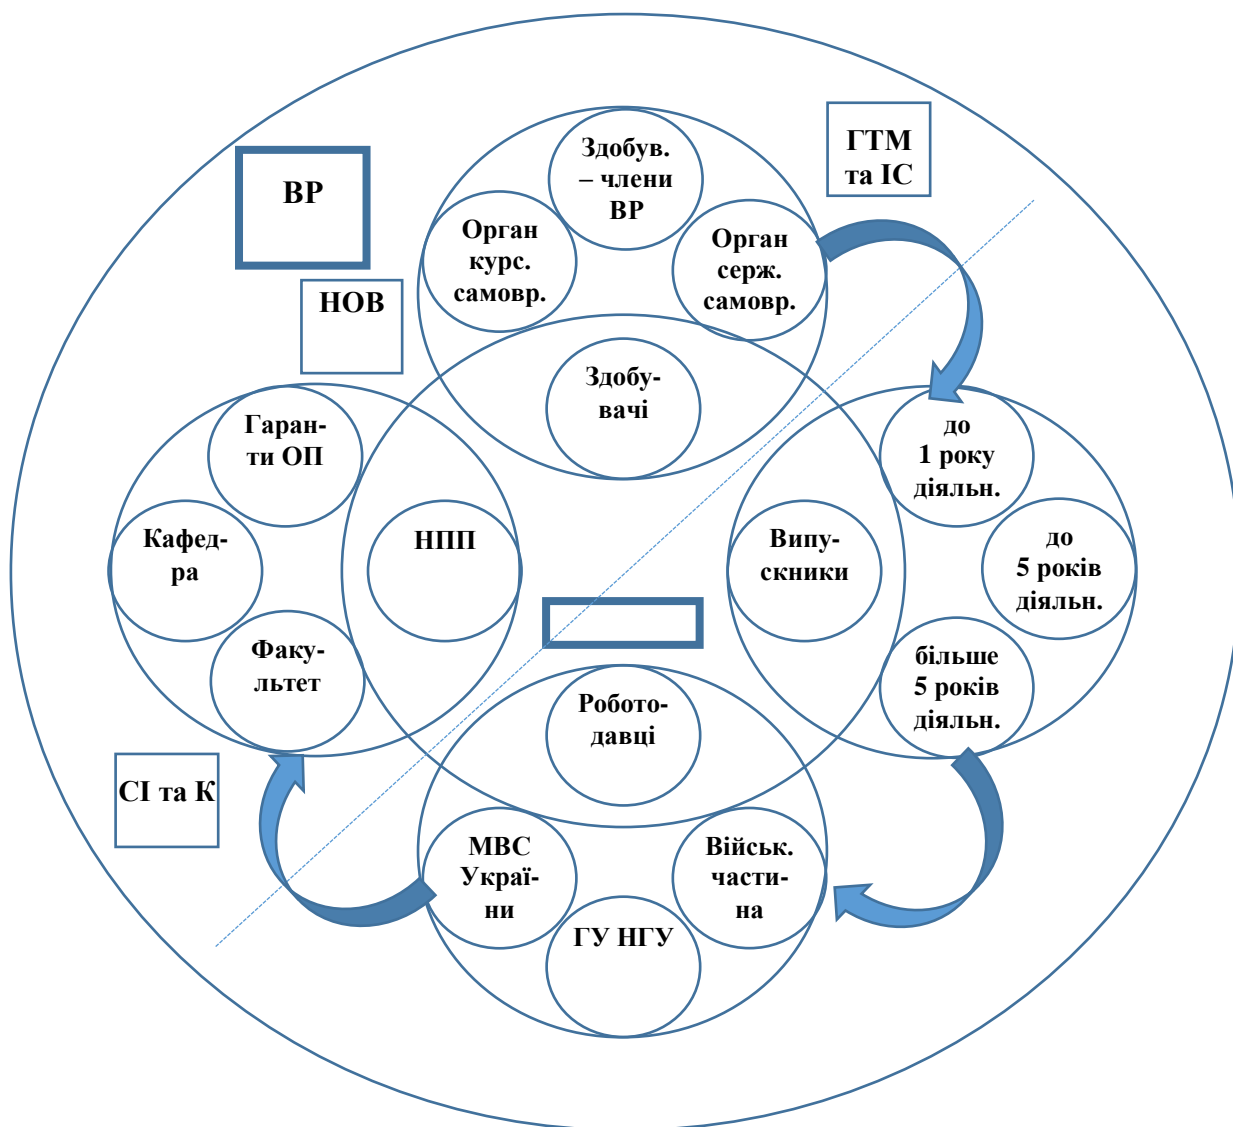 ВР
НОВ
ГТМ
та ІС
Здобув.
– члени
ВР
Орган
курс.
самовр.
Орган
серж.
самовр.
Здобу-
вачі
Гаран-
ти ОП
Кафед-
ра
Факу-
льтет
НПП
Випу-
скники
до
1 року
діяльн.
до
5 років
діяльн.
більше
5 років
діяльн.
Робото-
давці
СІ та К
МВС
Украї-
ни
ГУ НГУ
Військ.
части-
на